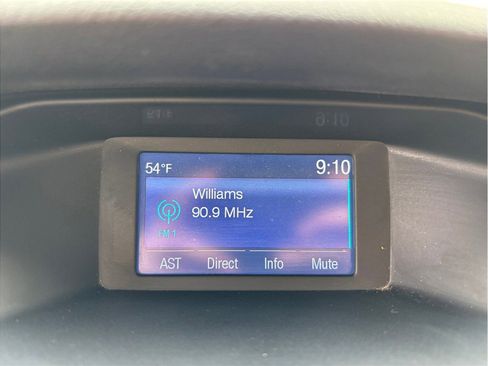 54°F 9:10
Williams
90.9 MHz
FM 1
AST Direct Info Mute